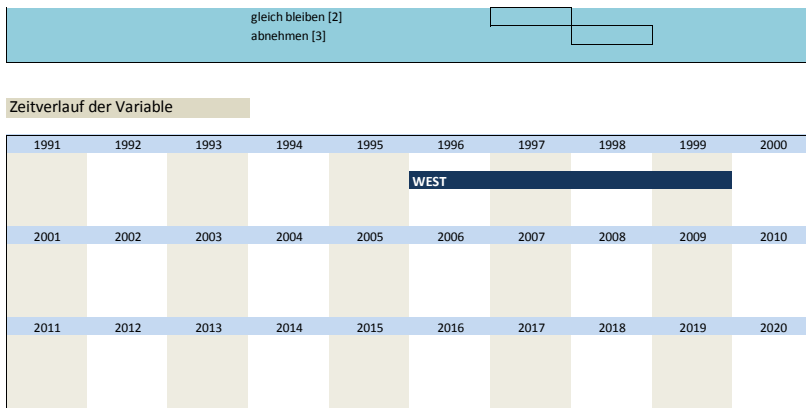 gleich bleiben [2]
abnehmen [3]
Zeitverlauf der Variable
1991 1992 1993 1994 1995 1996 1997 1998 1999 2000
WEST
2001 2002 2003 2004 2005 2006 2007 2008 2009 2010
2011 2012 2013 2014 2015 2016 2017 2018 2019 2020